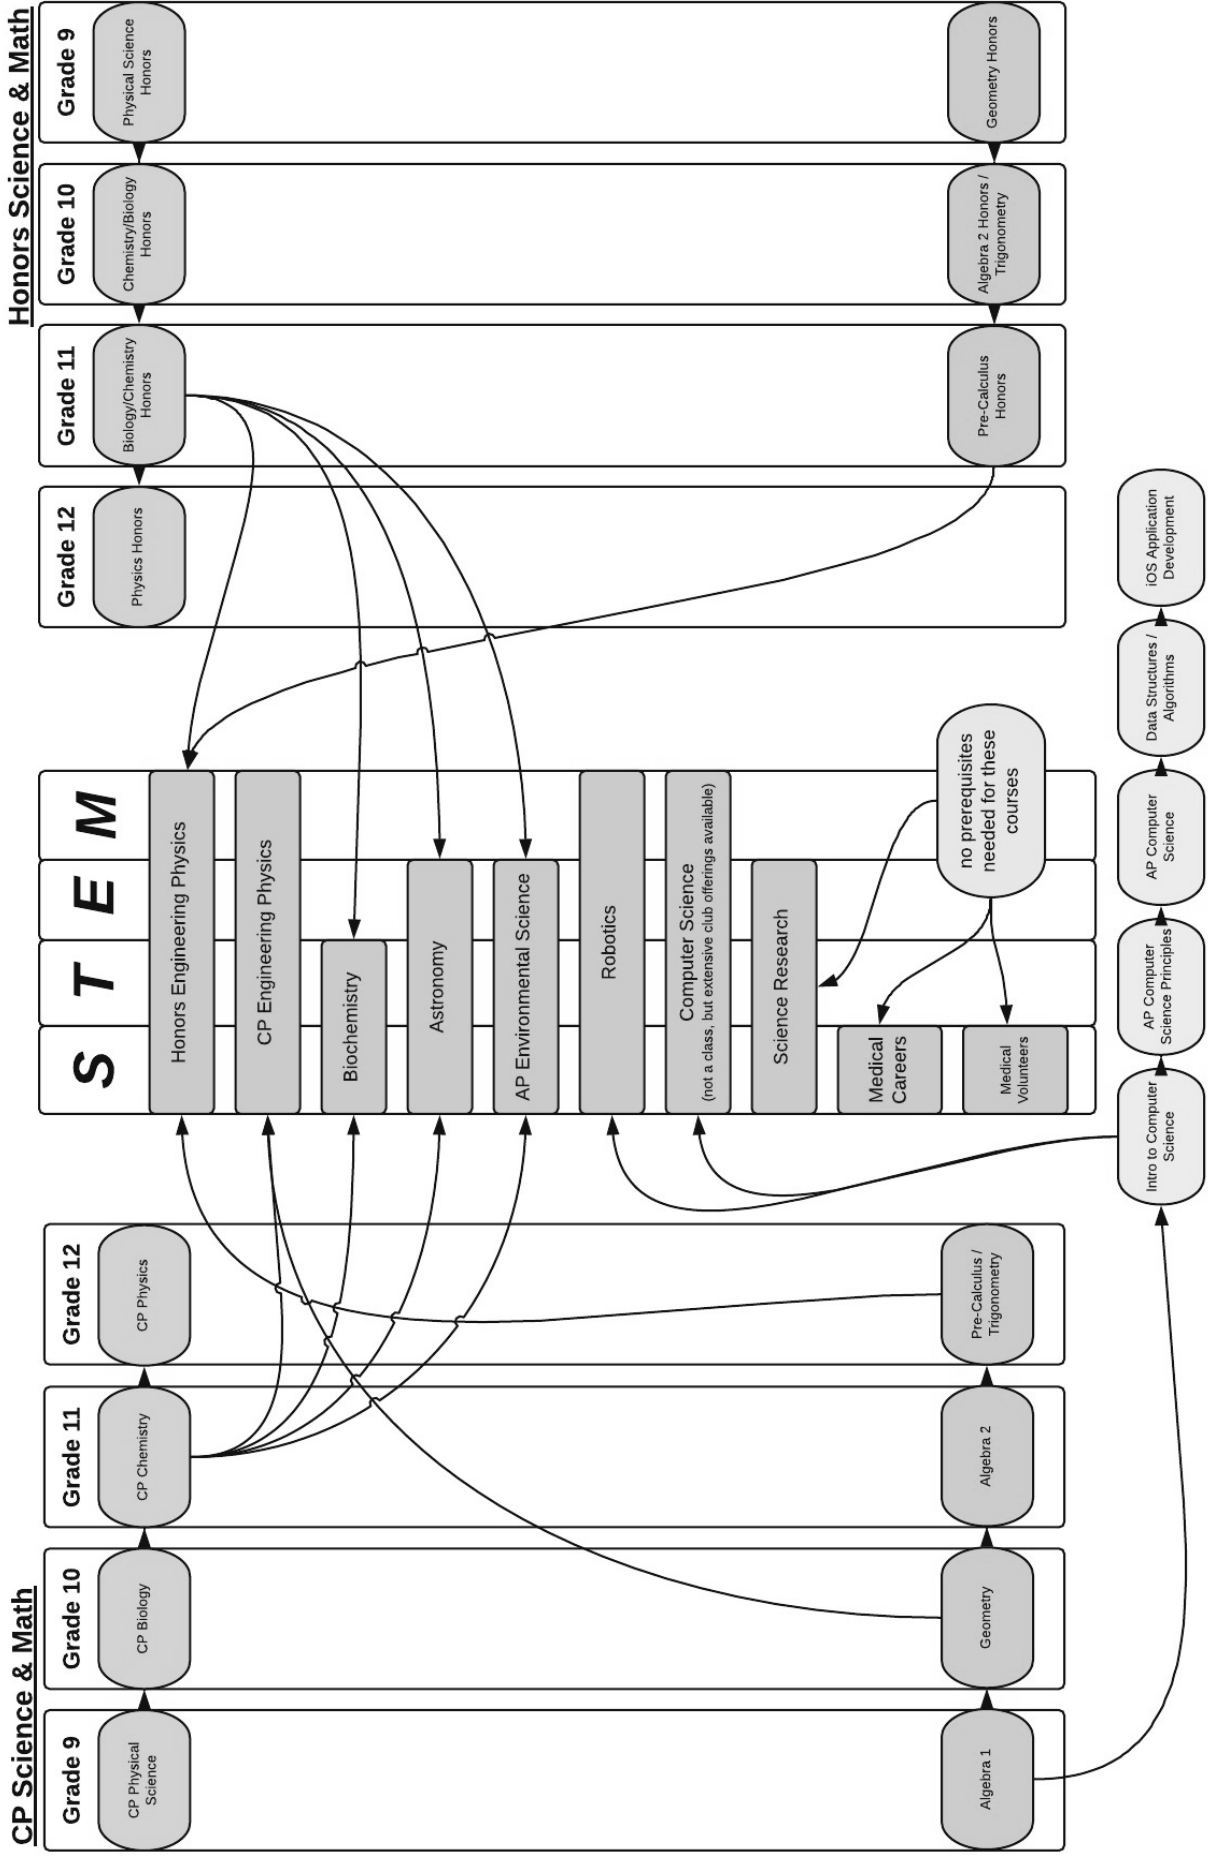 CP Science & Math
Grade 9
CP Physical
Science
Algebra 1
Grade 10
CP Biology
Geometry
Grade 11
CP Chemistry
Algebra 2
Grade 12
CP Physics
Pre-Calculus /
Trigonometry
S T E M
Honors Engineering Physics
CP Engineering Physics
Biochemistry
Astronomy
AP Environmental Science
Robotics
Computer Science
(not a class, but extensive club offerings available)
Science Research
Medical
Careers
Medical
Volunteers
no prerequisites
needed for these
courses
Honors Science & Math
Grade 12
Physics Honors
Grade 11
Biology/Chemistry
Honors
Pre-Calculus
Honors
Grade 10
Chemistry/Biology
Honors
Algebra 2 Honors /
Trigonometry
Grade 9
Physical Science
Honors
Geometry Honors
Intro to Computer
Science
AP Computer
Science Principles
AP Computer
Science
Data Structures /
Algorithms
iOS Application
Development